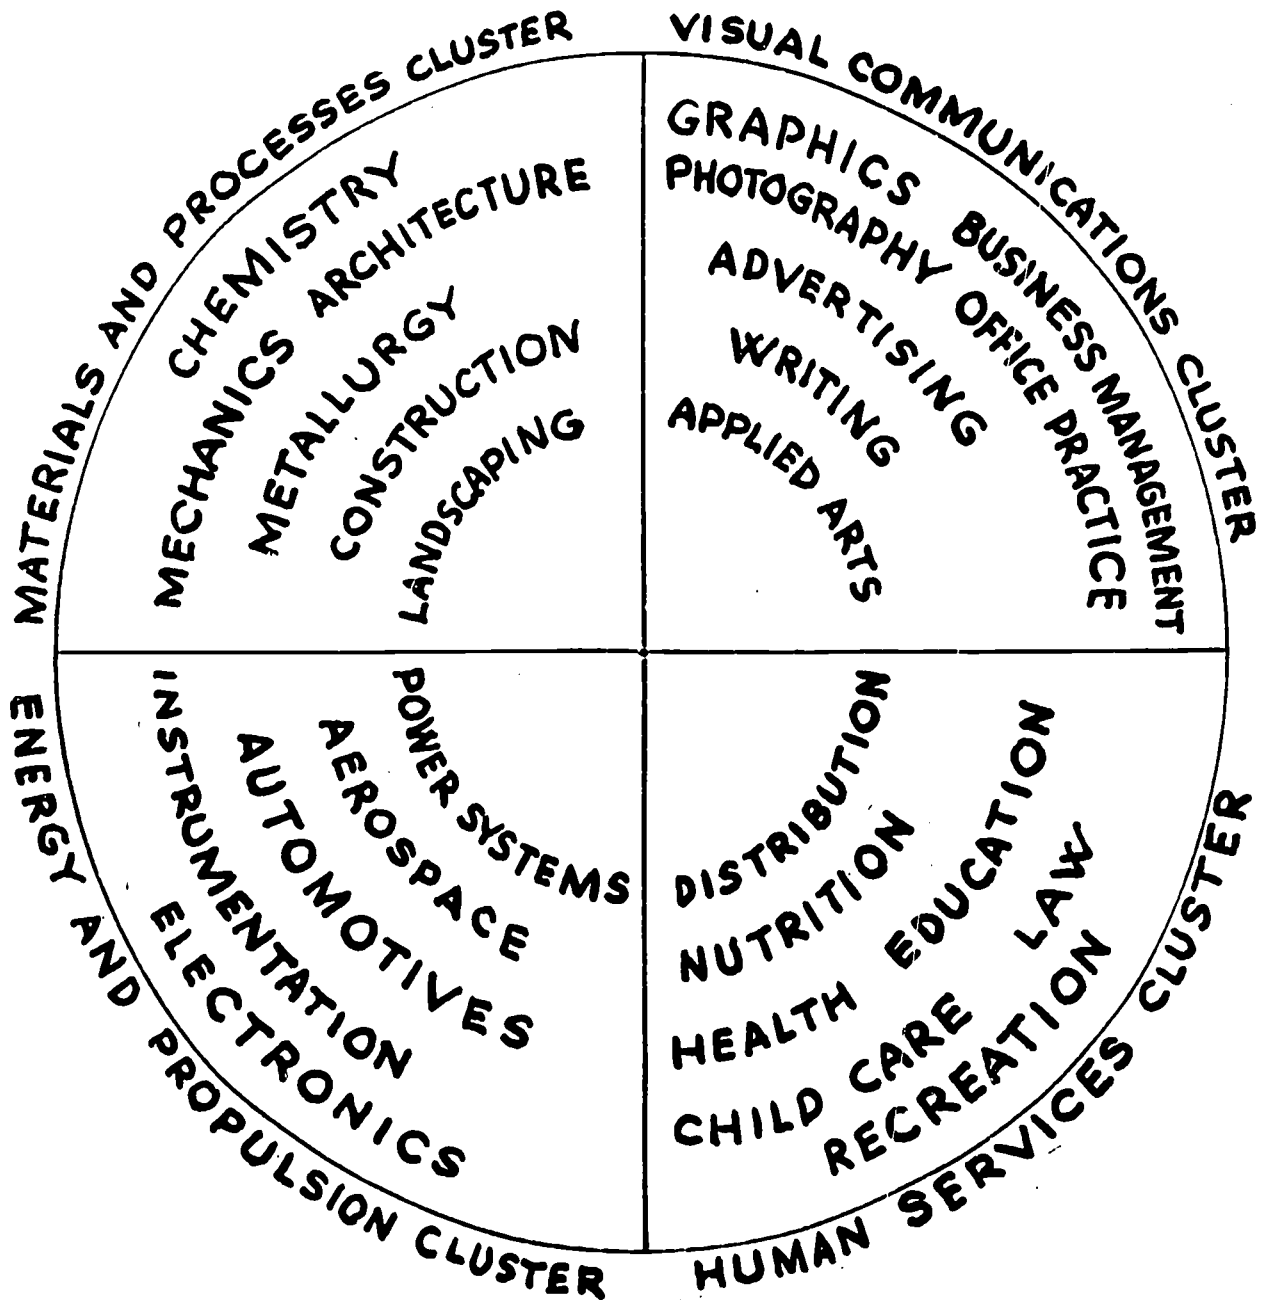 MATERIALS AND PROCESSES CLUSTER
CHEMISTRY
ARCHITECTURE
MECHANICS
METALLURGY
CONSTRUCTION
LANDSCAPING
VISUAL COMMUNICATIONS CLUSTER
GRAPHICS
PHOTOGRAPHY
BUSINESS MANAGEMENT
OFFICE PRACTICE
ADVERTISING
WRITING
APPLIED ARTS
ENERGY AND PROPULSION CLUSTER
POWER SYSTEMS
AEROSPACE
AUTOMOTIVES
INSTRUMENTATION
ELECTRONICS
HUMAN SERVICES CLUSTER
DISTRIBUTION
NUTRITION
EDUCATION
HEALTH
LAW
CHILD CARE
RECREATION